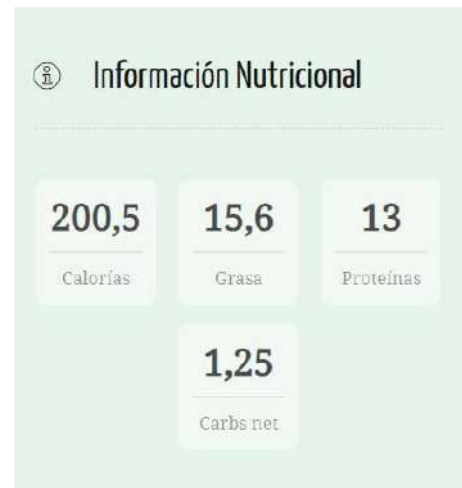 Información Nutricional
200,5
Calorías
15,6
Grasa
13
Proteínas
1,25
Carbs net